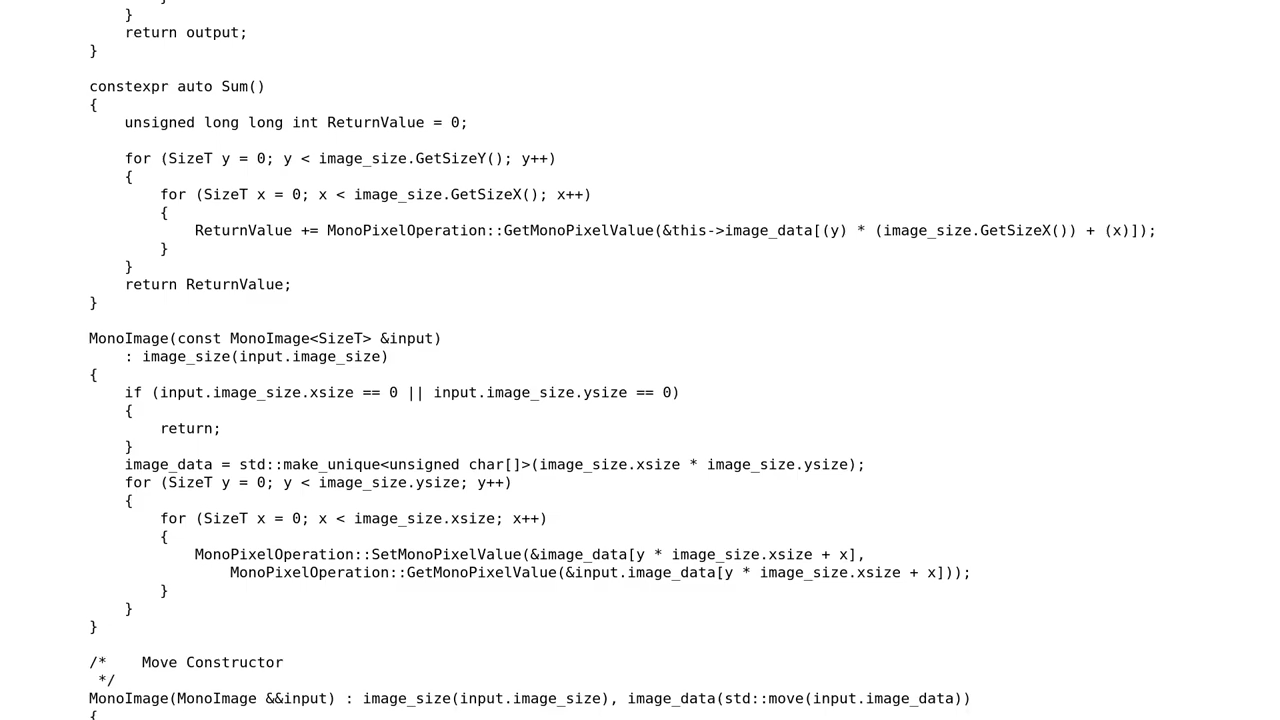 }
return output;
}
constexpr auto Sum()
{
unsigned long long int ReturnValue = 0;
for (SizeT y = 0; y < image_size.GetSizeY(); y++)
{
for (SizeT x = 0; x < image_size.GetSizeX(); x++)
{
ReturnValue += MonoPixelOperation::GetMonoPixelValue(&this->image_data[(y) * (image_size.GetSizeX()) + (x)]);
}
}
return ReturnValue;
}
MonoImage(const MonoImage<SizeT> &input)
: image_size(input.image_size)
{
if (input.image_size.xsize == 0 || input.image_size.ysize == 0)
{
return;
}
image_data = std::make_unique<unsigned char[]>(image_size.xsize * image_size.ysize);
for (SizeT y = 0; y < image_size.ysize; y++)
{
for (SizeT x = 0; x < image_size.xsize; x++)
{
MonoPixelOperation::SetMonoPixelValue(&image_data[y * image_size.xsize + x],
MonoPixelOperation::GetMonoPixelValue(&input.image_data[y * image_size.xsize + x]));
}
}
}
/*    Move Constructor
*/
MonoImage(MonoImage &&input) : image_size(input.image_size), image_data(std::move(input.image_data))
{